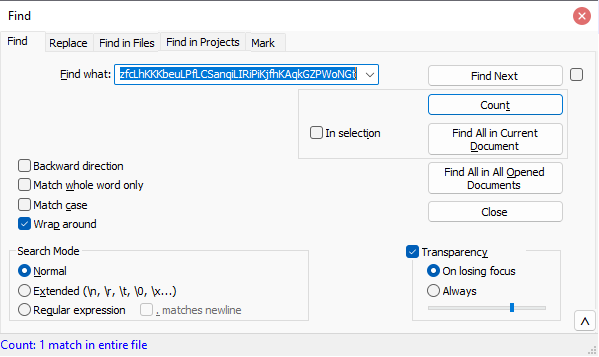 Find
Find Replace Find in Files Find in Projects Mark
Find what: zfcLhKKKbeuLPfLCSanqiLIRiPiKjfhKAqkGZPWoNGt Find Next
Count
In selection Find All in Current Document
Backward direction
Match whole word only
Match case
Wrap around
Find All in All Opened Documents
Close
Search Mode
Normal
Extended (\n, \r, \t, \0, \x...)
Regular expression . matches newline
Transparency
On losing focus
Always
Count: 1 match in entire file